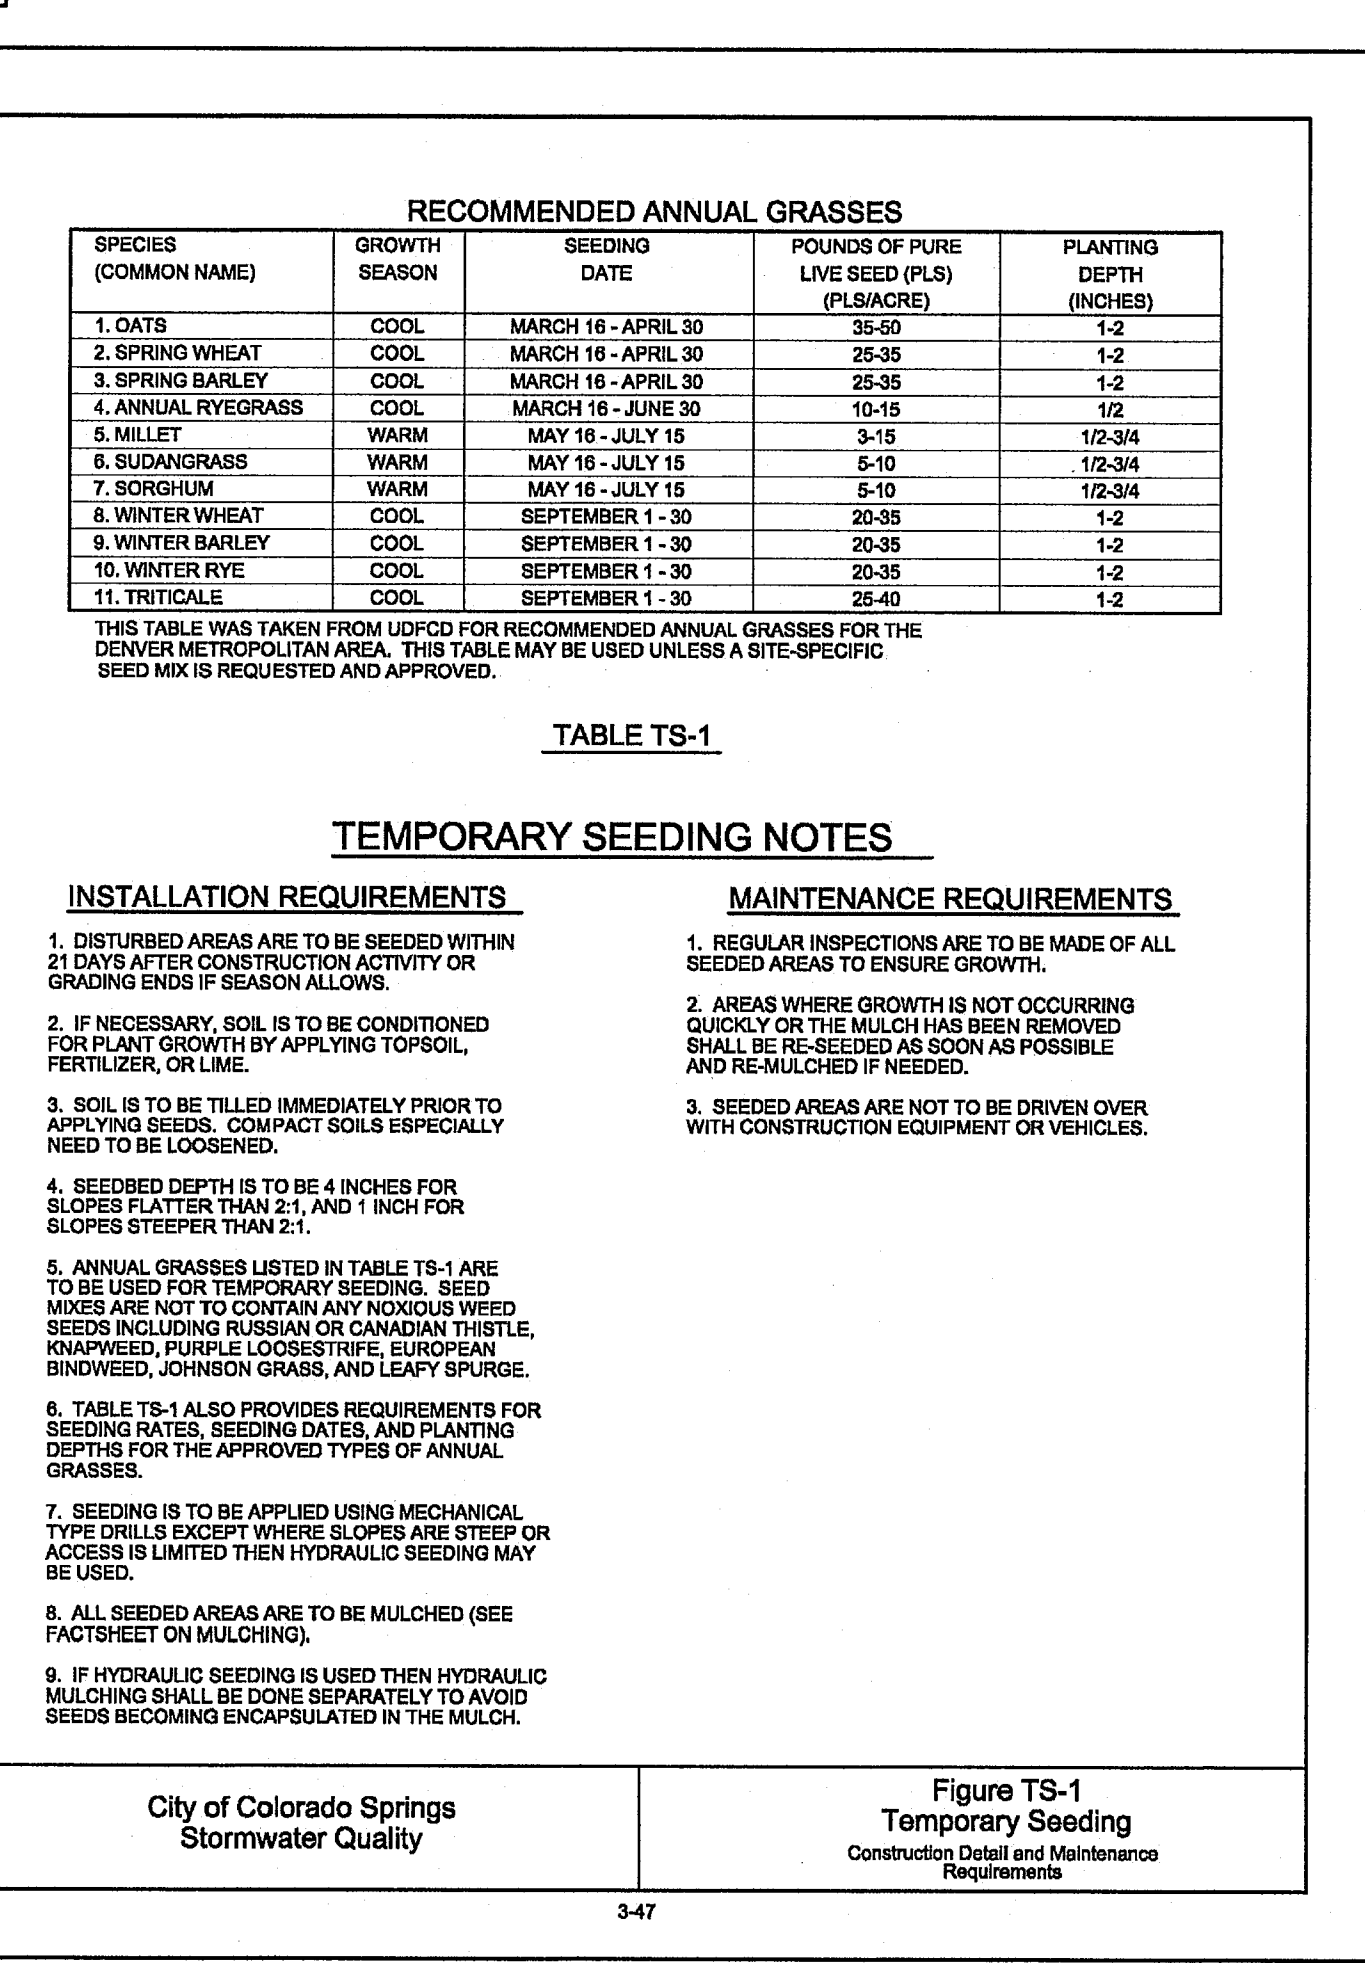 RECOMMENDED ANNUAL GRASSES
SPECIES GROWTH SEEDING POUNDS OF PURE PLANTING
(COMMON NAME) SEASON DATE LIVE SEED (PLS) DEPTH
(PLS/ACRE) (INCHES)
1. OATS COOL MARCH 16 - APRIL 30 35-50 1-2
2. SPRING WHEAT COOL MARCH 16 - APRIL 30 25-35 1-2
3. SPRING BARLEY COOL MARCH 16 - APRIL 30 25-35 1-2
4. ANNUAL RYEGRASS COOL MARCH 16 - JUNE 30 10-15 1/2
5. MILLET WARM MAY 16 - JULY 15 3-15 1/2-3/4
6. SUDANGRASS WARM MAY 16 - JULY 15 5-10 1/2-3/4
7. SORGHUM WARM MAY 16 - JULY 15 5-10 1/2-3/4
8. WINTER WHEAT COOL SEPTEMBER 1 - 30 20-35 1-2
9. WINTER BARLEY COOL SEPTEMBER 1 - 30 20-35 1-2
10. WINTER RYE COOL SEPTEMBER 1 - 30 20-35 1-2
11. TRITICALE COOL SEPTEMBER 1 - 30 25-40 1-2
THIS TABLE WAS TAKEN FROM UDFCD FOR RECOMMENDED ANNUAL GRASSES FOR THE
DENVER METROPOLITAN AREA. THIS TABLE MAY BE USED UNLESS A SITE-SPECIFIC
SEED MIX IS REQUESTED AND APPROVED.
TABLE TS-1
TEMPORARY SEEDING NOTES
INSTALLATION REQUIREMENTS
1. DISTURBED AREAS ARE TO BE SEEDED WITHIN
21 DAYS AFTER CONSTRUCTION ACTIVITY OR
GRADING ENDS IF SEASON ALLOWS.
2. IF NECESSARY, SOIL IS TO BE CONDITIONED
FOR PLANT GROWTH BY APPLYING TOPSOIL,
FERTILIZER, OR LIME.
3. SOIL IS TO BE TILLED IMMEDIATELY PRIOR TO
APPLYING SEEDS. COMPACT SOILS ESPECIALLY
NEED TO BE LOOSENED.
4. SEEDBED DEPTH IS TO BE 4 INCHES FOR
SLOPES FLATTER THAN 2:1, AND 1 INCH FOR
SLOPES STEEPER THAN 2:1.
5. ANNUAL GRASSES LISTED IN TABLE TS-1 ARE
TO BE USED FOR TEMPORARY SEEDING. SEED
MIXES ARE NOT TO CONTAIN ANY NOXIOUS WEED
SEEDS INCLUDING RUSSIAN OR CANADIAN THISTLE,
KNAPWEED, PURPLE LOOSESTRIFE, EUROPEAN
BINDWEED, JOHNSON GRASS, AND LEAFY SPURGE.
6. TABLE TS-1 ALSO PROVIDES REQUIREMENTS FOR
SEEDING RATES, SEEDING DATES, AND PLANTING
DEPTHS FOR THE APPROVED TYPES OF ANNUAL
GRASSES.
7. SEEDING IS TO BE APPLIED USING MECHANICAL
TYPE DRILLS EXCEPT WHERE SLOPES ARE STEEP OR
ACCESS IS LIMITED THEN HYDRAULIC SEEDING MAY
BE USED.
8. ALL SEEDED AREAS ARE TO BE MULCHED (SEE
FACTSHEET ON MULCHING).
9. IF HYDRAULIC SEEDING IS USED THEN HYDRAULIC
MULCHING SHALL BE DONE SEPARATELY TO AVOID
SEEDS BECOMING ENCAPSULATED IN THE MULCH.
MAINTENANCE REQUIREMENTS
1. REGULAR INSPECTIONS ARE TO BE MADE OF ALL
SEEDED AREAS TO ENSURE GROWTH.
2. AREAS WHERE GROWTH IS NOT OCCURRING
QUICKLY OR THE MULCH HAS BEEN REMOVED
SHALL BE RE-SEEDED AS SOON AS POSSIBLE
AND RE-MULCHED IF NEEDED.
3. SEEDED AREAS ARE NOT TO BE DRIVEN OVER
WITH CONSTRUCTION EQUIPMENT OR VEHICLES.
City of Colorado Springs
Stormwater Quality
Figure TS-1
Temporary Seeding
Construction Detail and Maintenance
Requirements
3-47